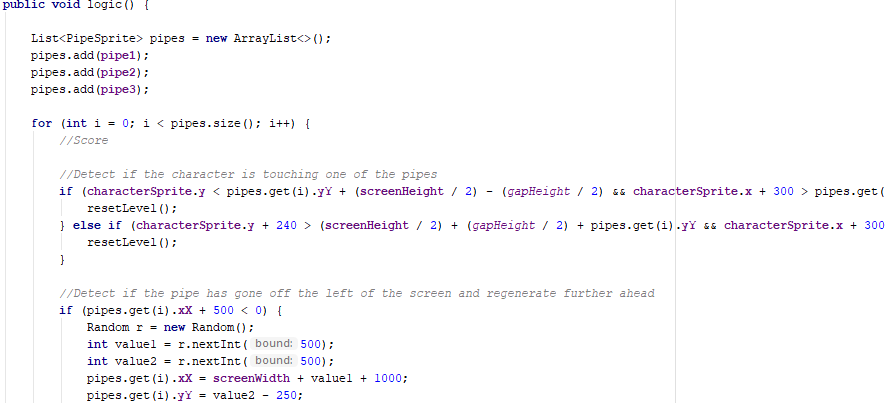 public void logic() {
List<PipeSprite> pipes = new ArrayList<>();
pipes.add(pipe1);
pipes.add(pipe2);
pipes.add(pipe3);
for (int i = 0; i < pipes.size(); i++) {
//Score
//Detect if the character is touching one of the pipes
if (characterSprite.y < pipes.get(i).yY + (screenHeight / 2) - (gapHeight / 2) && characterSprite.x + 300 > pipes.get(
resetLevel();
} else if (characterSprite.y + 240 > (screenHeight / 2) + (gapHeight / 2) + pipes.get(i).yY && characterSprite.x + 300
resetLevel();
}
//Detect if the pipe has gone off the left of the screen and regenerate further ahead
if (pipes.get(i).xX + 500 < 0) {
Random r = new Random();
int value1 = r.nextInt( bound: 500);
int value2 = r.nextInt( bound: 500);
pipes.get(i).xX = screenWidth + value1 + 1000;
pipes.get(i).yY = value2 - 250;